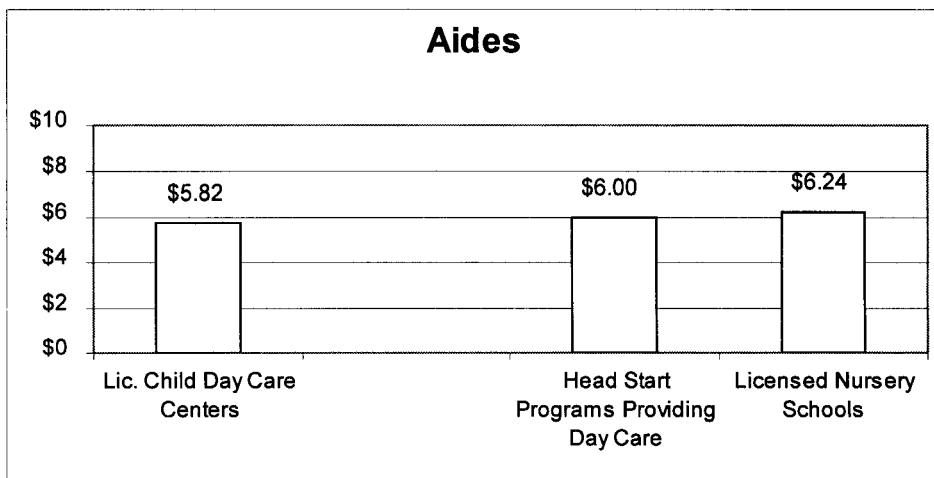 Aides
$10
$8
$6
$4
$2
$0
$5.82
$6.00
$6.24
Lic. Child Day Care
Centers
Head Start
Programs Providing
Day Care
Licensed Nursery
Schools